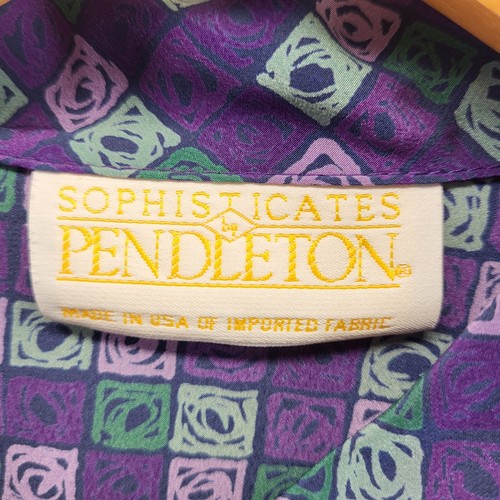 SOPHISTICATES
by
PENDLETON®
MADE IN USA OF IMPORTED FABRIC